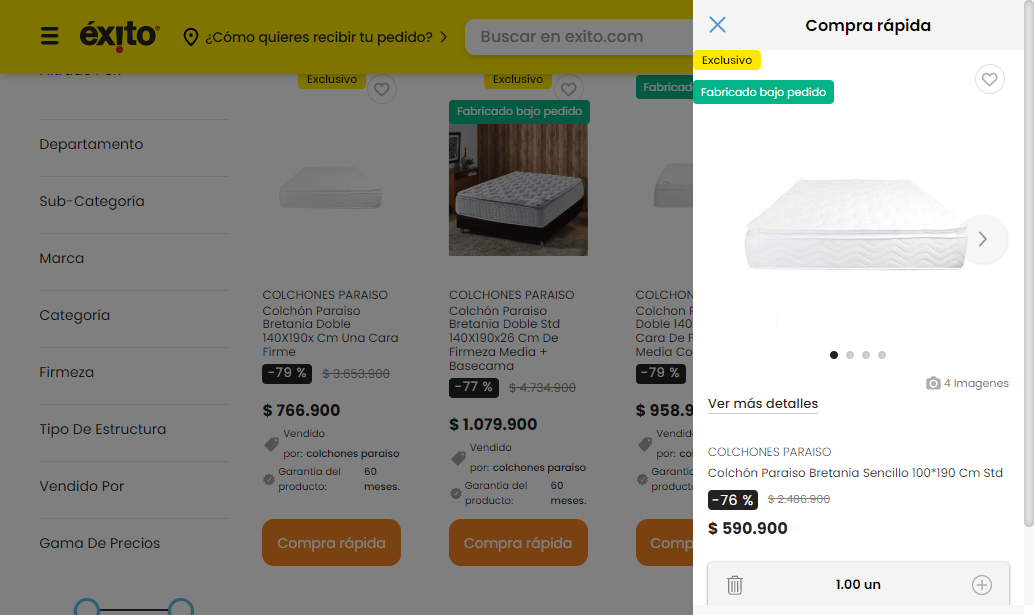 éxito
¿Cómo quieres recibir tu pedido?
Buscar en exito.com
Compra rápida
Exclusivo
Fabricado bajo pedido
4 Imagenes
Ver más detalles
COLCHONES PARAISO
Colchón Paraiso Bretania Sencillo 100*190 Cm Std
-76 %
$ 2.486.900
$ 590.900
1.00 un
Departamento
Sub-Categoría
Marca
Categoría
Firmeza
Tipo De Estructura
Vendido Por
Gama De Precios
Exclusivo
COLCHONES PARAISO
Colchón Paraiso
Bretania Doble
140X190x Cm Una Cara
Firme
-79 %
$ 3.653.900
$ 766.900
Vendido
por: colchones paraiso
Garantía del
producto:
60
meses.
Compra rápida
Exclusivo
Fabricado bajo pedido
COLCHONES PARAISO
Colchón Paraiso
Bretania Doble Std
140X190x26 Cm De
Firmeza Media +
Basecama
-77 %
$ 4.734.900
$ 1.079.900
Vendido
por: colchones paraiso
Garantía del
producto:
60
meses.
Compra rápida
Fabricad
COLCHON
Colchon P
Doble 140
Cara De F
Media Co
-79 %
$ 958.9
Vendid
por: co
Garantí
product
Comp